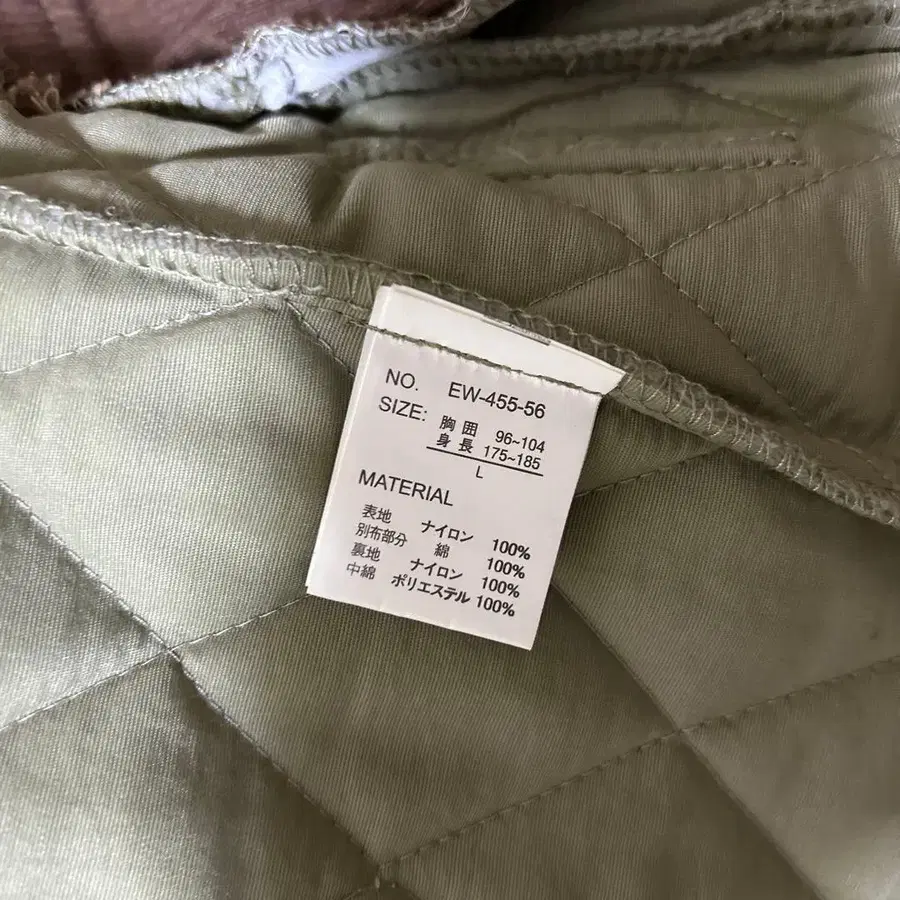 NO. EW-455-56
SIZE: 胸囲 96~104
身長 175~185
L
MATERIAL
表地 ナイロン 100%
別布部分 綿 100%
裏地 ナイロン 100%
中綿 ポリエステル 100%